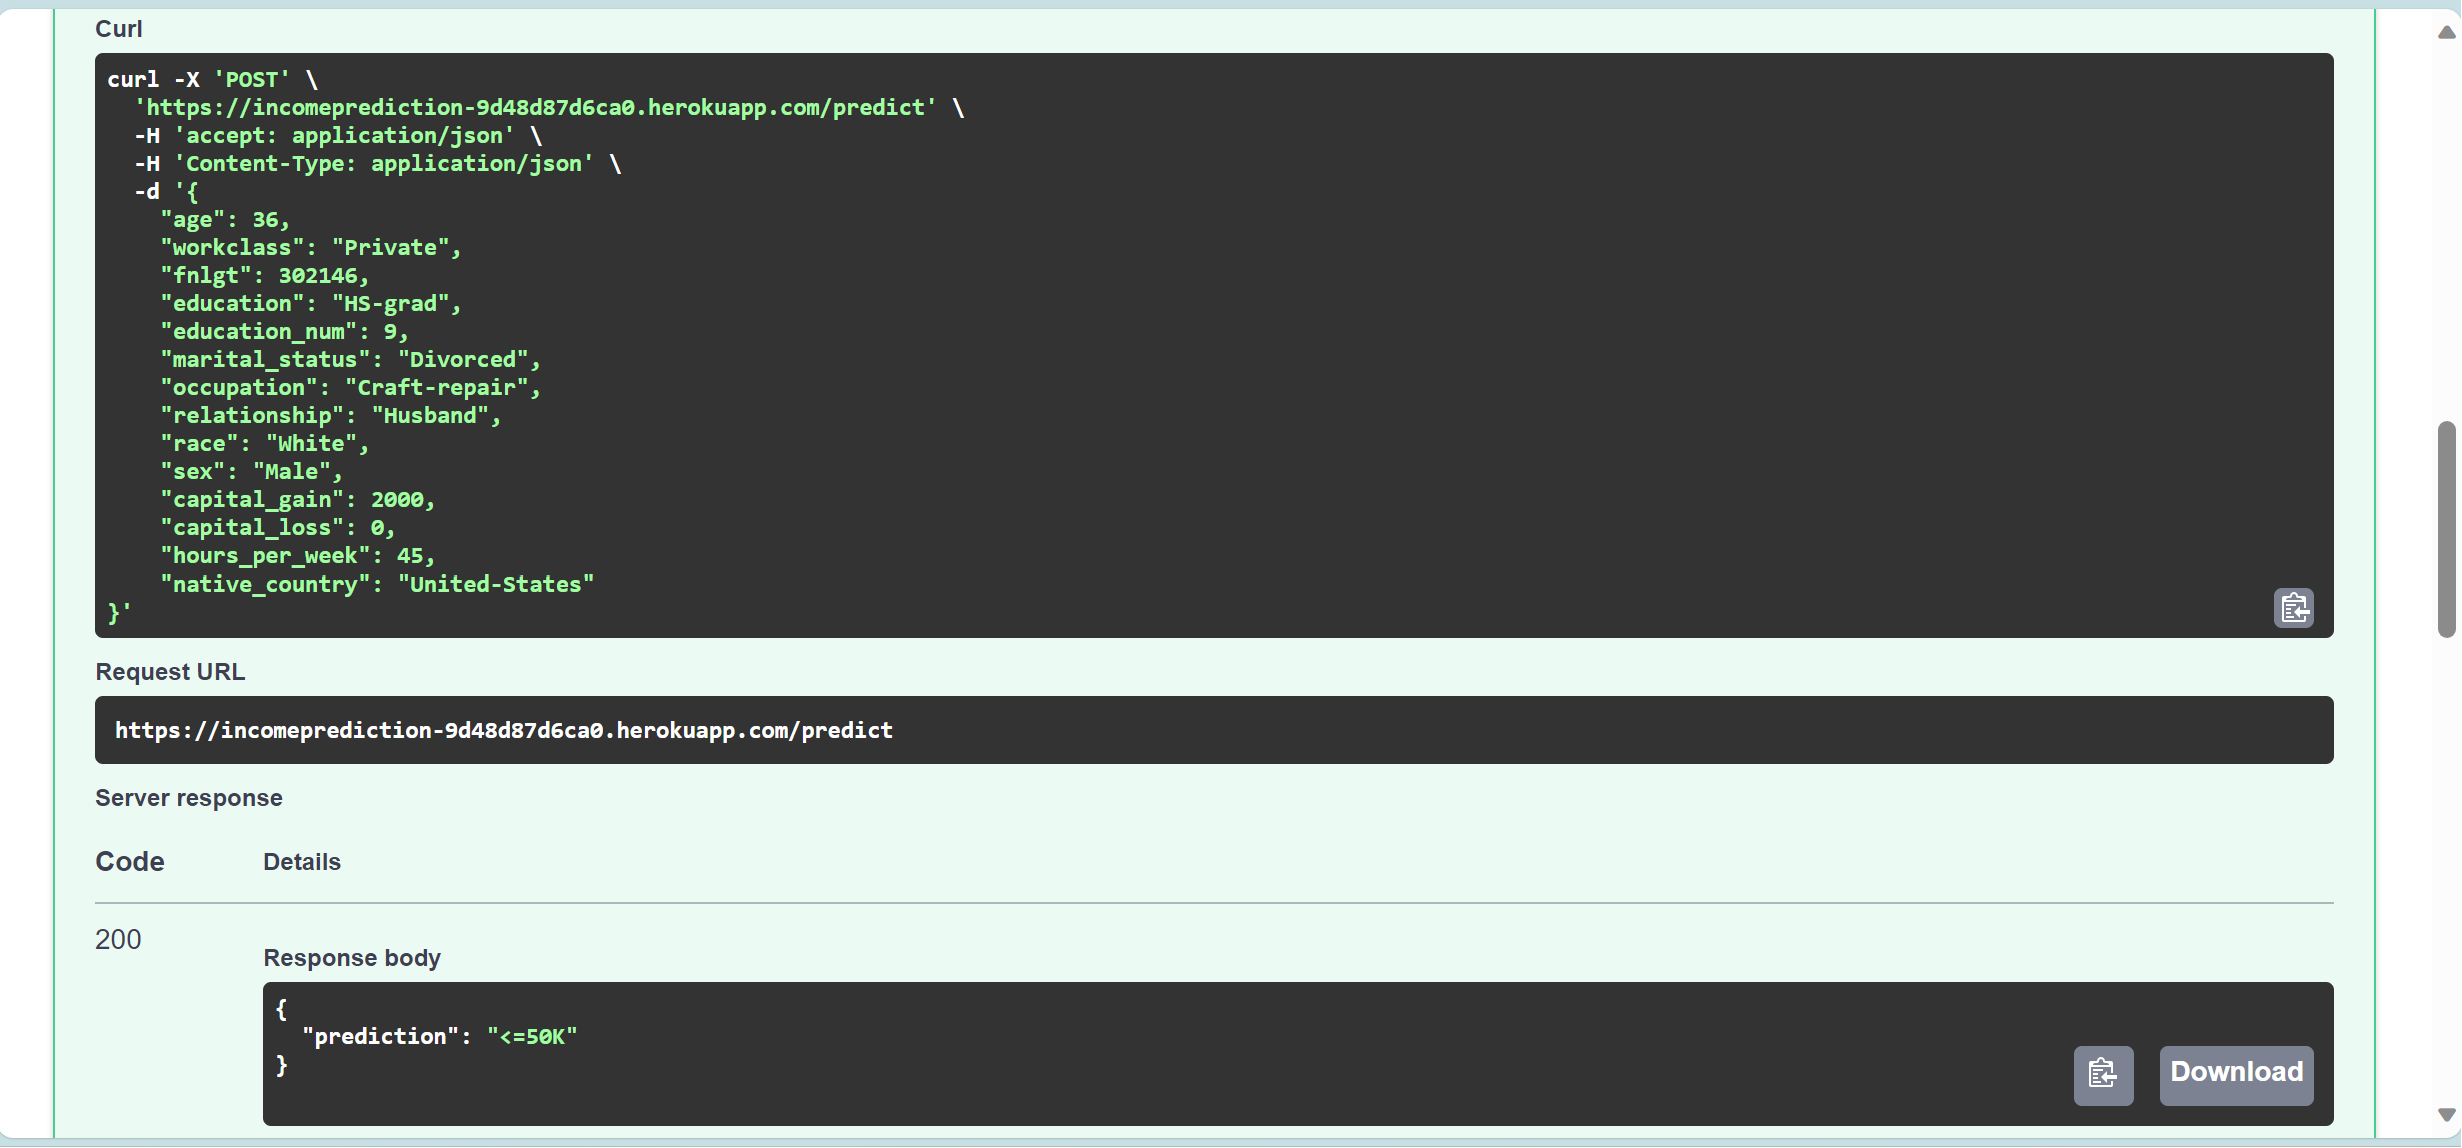 Curl
curl -X 'POST' \
  'https://incomeprediction-9d48d87d6ca0.herokuapp.com/predict' \
  -H 'accept: application/json' \
  -H 'Content-Type: application/json' \
  -d '{
    "age": 36,
    "workclass": "Private",
    "fnlgt": 302146,
    "education": "HS-grad",
    "education_num": 9,
    "marital_status": "Divorced",
    "occupation": "Craft-repair",
    "relationship": "Husband",
    "race": "White",
    "sex": "Male",
    "capital_gain": 2000,
    "capital_loss": 0,
    "hours_per_week": 45,
    "native_country": "United-States"
}'
Request URL
https://incomeprediction-9d48d87d6ca0.herokuapp.com/predict
Server response
Code Details
200
Response body
{
  "prediction": "<=50K"
}
Download